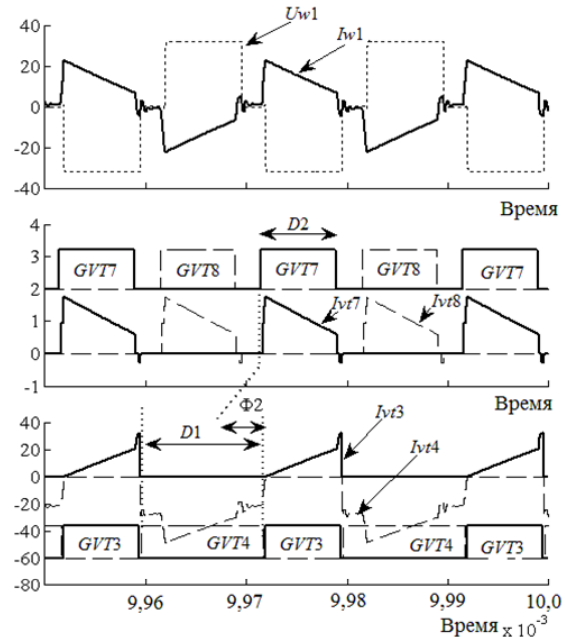 40
Uw1
Iw1
20
0
-20
-40
Время
4
D2
3
GVT7 GVT8 GVT7 GVT8 GVT7
2
Ivt7 Ivt8
1
0
-1
Время
Ф2
40
D1
Ivt3
20
Ivt4
0
-20
-40
GVT3 GVT4 GVT3 GVT4 GVT3
-60
-80
9,96 9,97 9,98 9,99 10,0
Время x 10⁻³